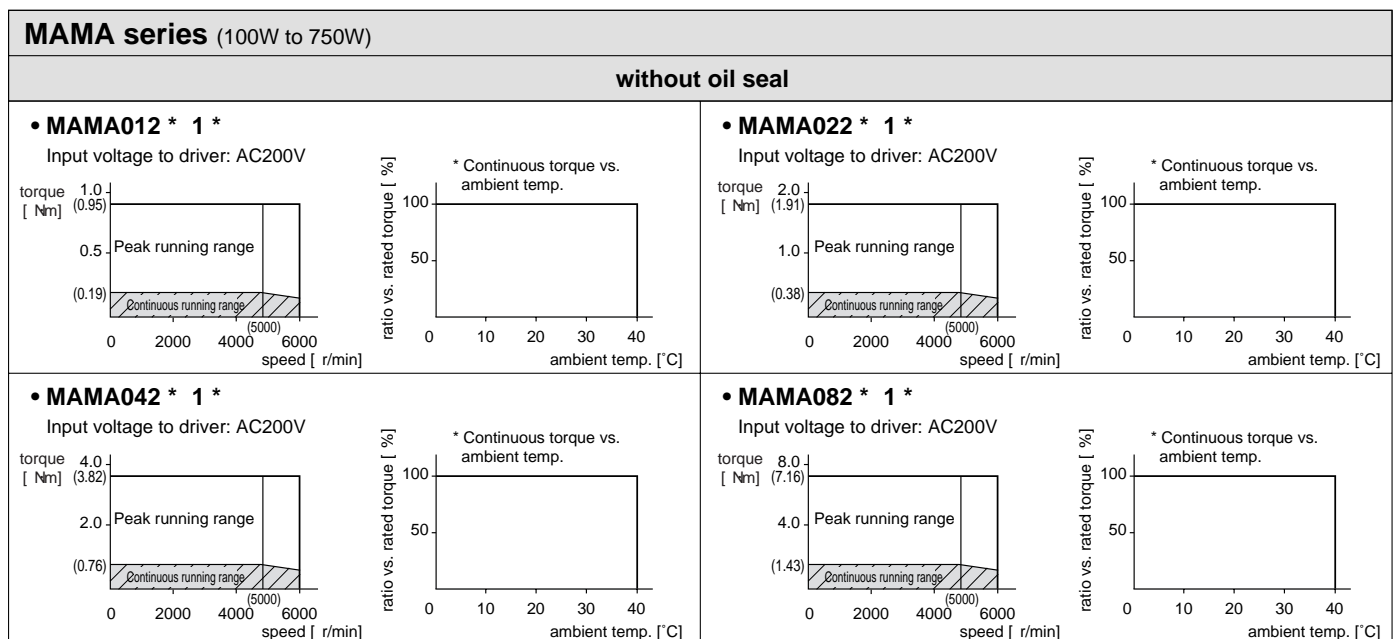 MAMA series (100W to 750W)
without oil seal
• MAMA012 * 1 *
Input voltage to driver: AC200V
torque
[ Nm]
1.0
(0.95)
0.5
(0.19)
Peak running range
Continuous running range
(5000)
0 2000 4000 6000
speed [ r/min]
ratio vs. rated torque [ %]
* Continuous torque vs.
ambient temp.
100
50
0 10 20 30 40
ambient temp. [˚C]
• MAMA022 * 1 *
Input voltage to driver: AC200V
torque
[ Nm]
2.0
(1.91)
1.0
(0.38)
Peak running range
Continuous running range
(5000)
0 2000 4000 6000
speed [ r/min]
ratio vs. rated torque [ %]
* Continuous torque vs.
ambient temp.
100
50
0 10 20 30 40
ambient temp. [˚C]
• MAMA042 * 1 *
Input voltage to driver: AC200V
torque
[ Nm]
4.0
(3.82)
2.0
(0.76)
Peak running range
Continuous running range
(5000)
0 2000 4000 6000
speed [ r/min]
ratio vs. rated torque [ %]
* Continuous torque vs.
ambient temp.
100
50
0 10 20 30 40
ambient temp. [˚C]
• MAMA082 * 1 *
Input voltage to driver: AC200V
torque
[ Nm]
8.0
(7.16)
4.0
(1.43)
Peak running range
Continuous running range
(5000)
0 2000 4000 6000
speed [ r/min]
ratio vs. rated torque [ %]
* Continuous torque vs.
ambient temp.
100
50
0 10 20 30 40
ambient temp. [˚C]